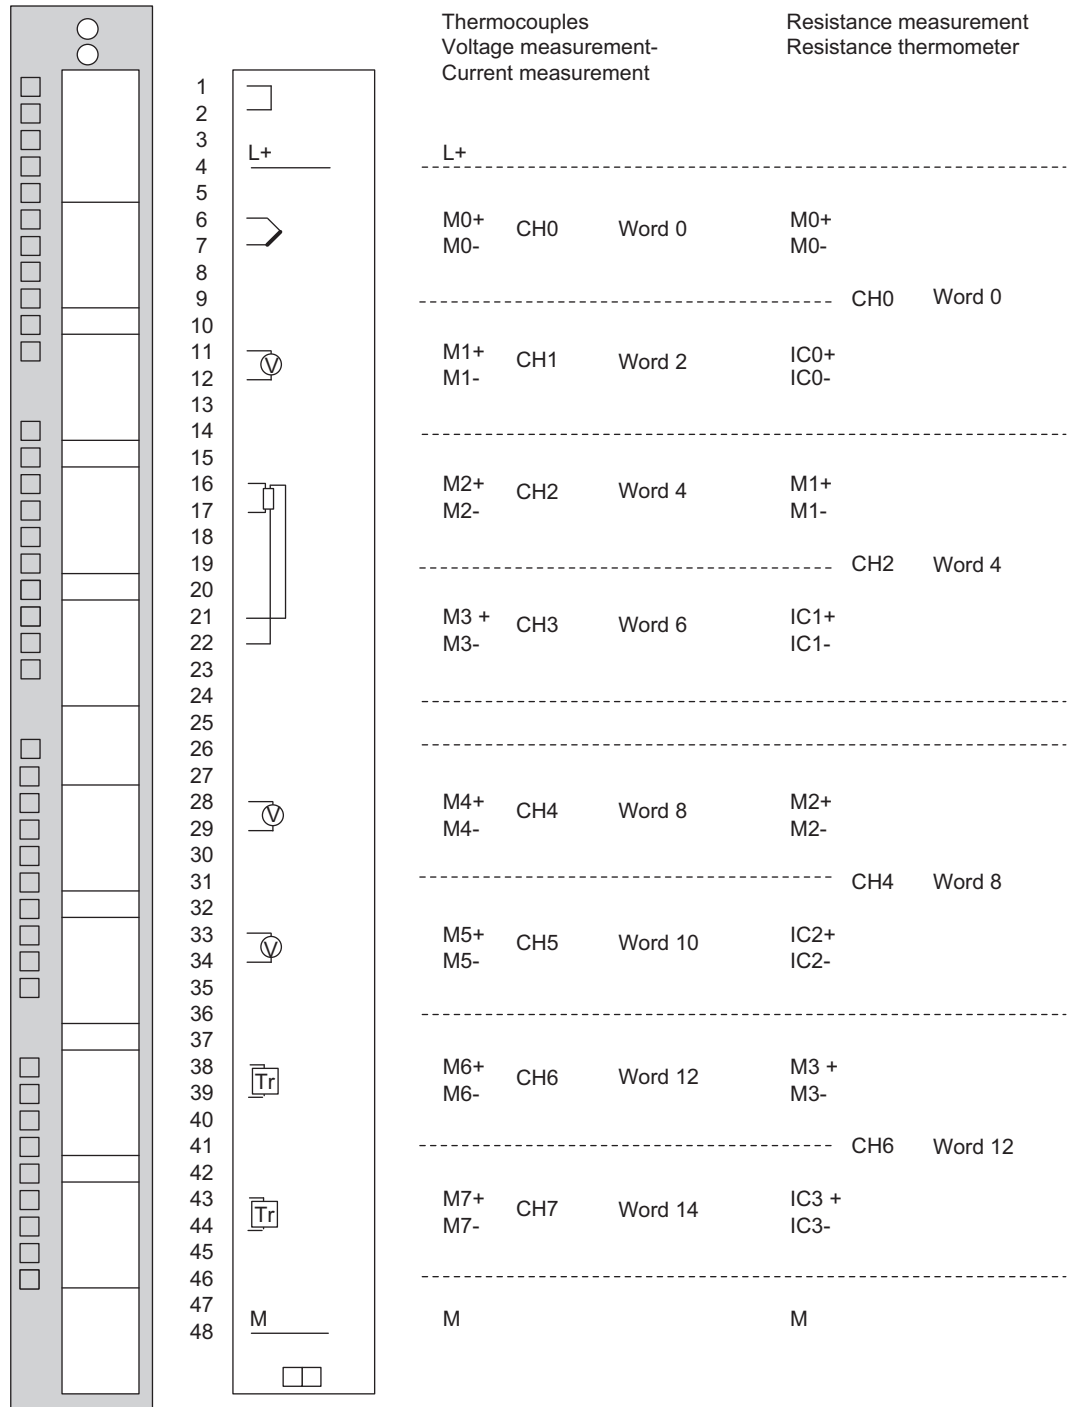 Thermocouples
Voltage measurement-
Current measurement
Resistance measurement
Resistance thermometer
1
2
3
L+ L+
4
5
6 M0+ CH0 Word 0 M0+
7 M0- M0-
8
9 CH0 Word 0
10
11 V M1+ CH1 Word 2 IC0+
12 M1- IC0-
13
14
15
16 M2+ CH2 Word 4 M1+
17 M2- M1-
18
19 CH2 Word 4
20
21 M3 + CH3 Word 6 IC1+
22 M3- IC1-
23
24
25
26
27
28 V M4+ CH4 Word 8 M2+
29 M4- M2-
30
31 CH4 Word 8
32
33 V M5+ CH5 Word 10 IC2+
34 M5- IC2-
35
36
37
38 Tr M6+ CH6 Word 12 M3 +
39 M6- M3-
40
41 CH6 Word 12
42
43 Tr M7+ CH7 Word 14 IC3 +
44 M7- IC3-
45
46
47 M M M
48